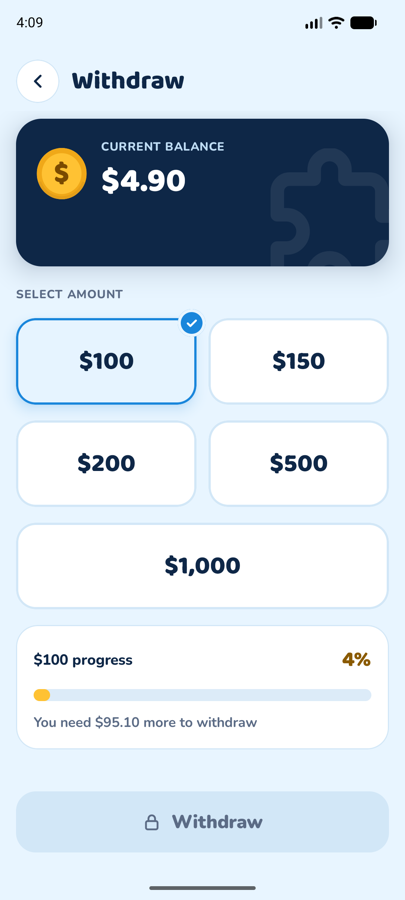 4:09
Withdraw
$
CURRENT BALANCE
$4.90
SELECT AMOUNT
$100
$150
$200
$500
$1,000
$100 progress
4%
You need $95.10 more to withdraw
Withdraw